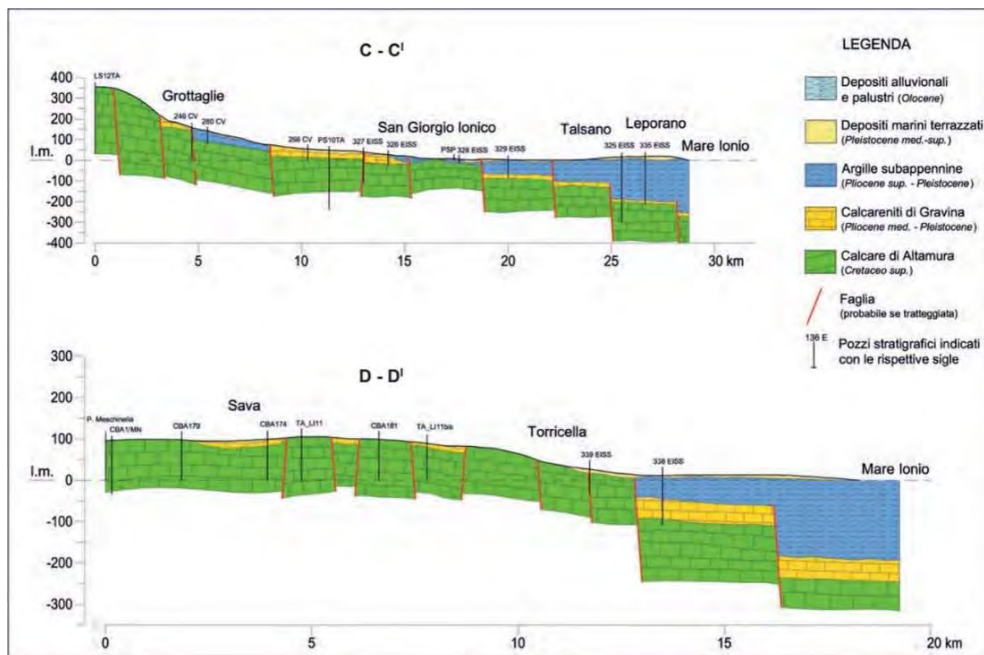 C - C'
LS12TA
400
300
200
100
l.m. 0
-100
-200
-300
-400
Grottaglie
246 CV
280 CV
266 CV
PS10TA
327 EISS
326 EISS
San Giorgio Ionico
PSP
328 EISS
329 EISS
Talsano
325 EISS
Leporano
335 EISS
Mare Ionio
0 5 10 15 20 25 30 km
LEGENDA
Depositi alluvionali
e palustri (Olocene)
Depositi marini terrazzati
(Pleistocene med.-sup.)
Argille subappennine
(Pliocene sup. - Pleistocene)
Calcareniti di Gravina
(Pliocene med. - Pleistocene)
Calcare di Altamura
(Cretaceo sup.)
Faglia
(probabile se tratteggiata)
136 E
Pozzi stratigrafici indicati
con le rispettive sigle
D - D'
300
200
100
l.m. 0
-100
-200
-300
P. Meschinella
CBA1/MN
CBA179
Sava
CBA174
TA_LI11
CBA181
TA_LI11bis
Torricella
339 EISS
338 EISS
Mare Ionio
0 5 10 15 20 km